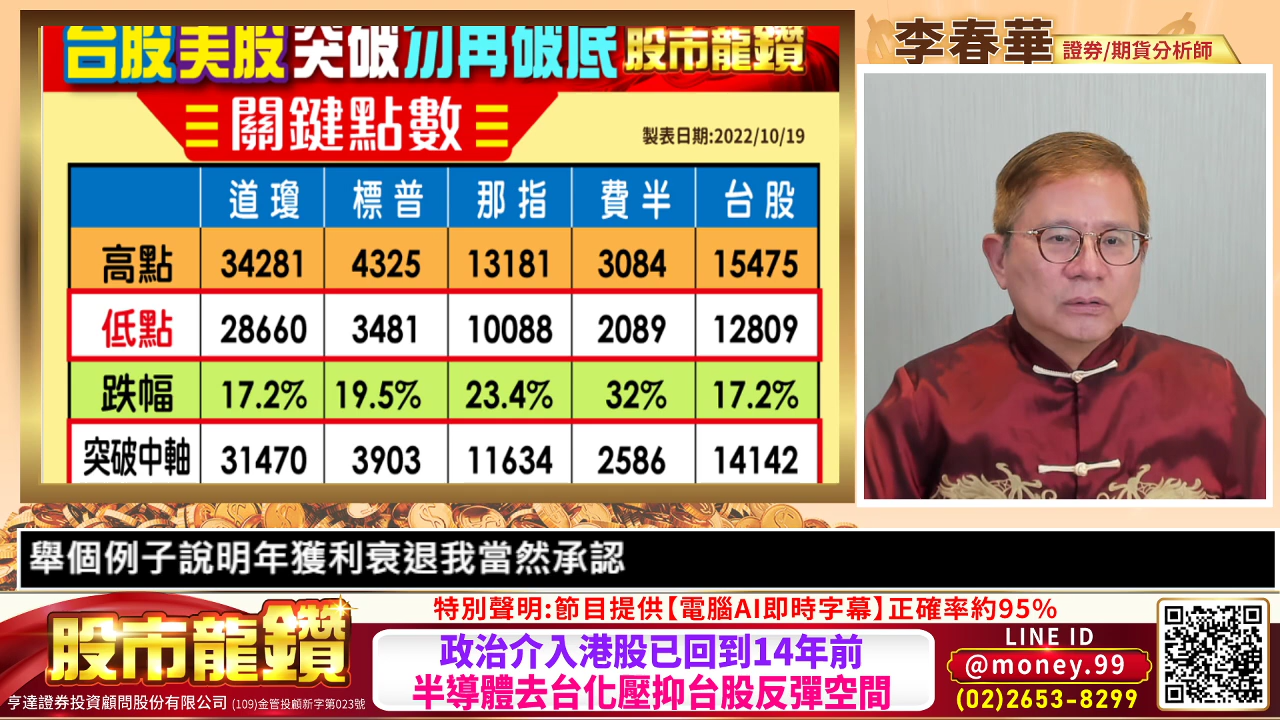 台股美股突破勿再破底 股市龍鑽
關鍵點數
製表日期:2022/10/19
道瓊 標普 那指 費半 台股
高點 34281 4325 13181 3084 15475
低點 28660 3481 10088 2089 12809
跌幅 17.2% 19.5% 23.4% 32% 17.2%
突破中軸 31470 3903 11634 2586 14142
李春華 證券/期貨分析師
舉個例子說明年獲利衰退我當然承認
特別聲明:節目提供【電腦AI即時字幕】正確率約95%
股市龍鑽
亨達證券投資顧問股份有限公司 (109)金管投顧新字第023號
政治介入港股已回到14年前
半導體去台化壓抑台股反彈空間
LINE ID
@money.99
(02)2653-8299